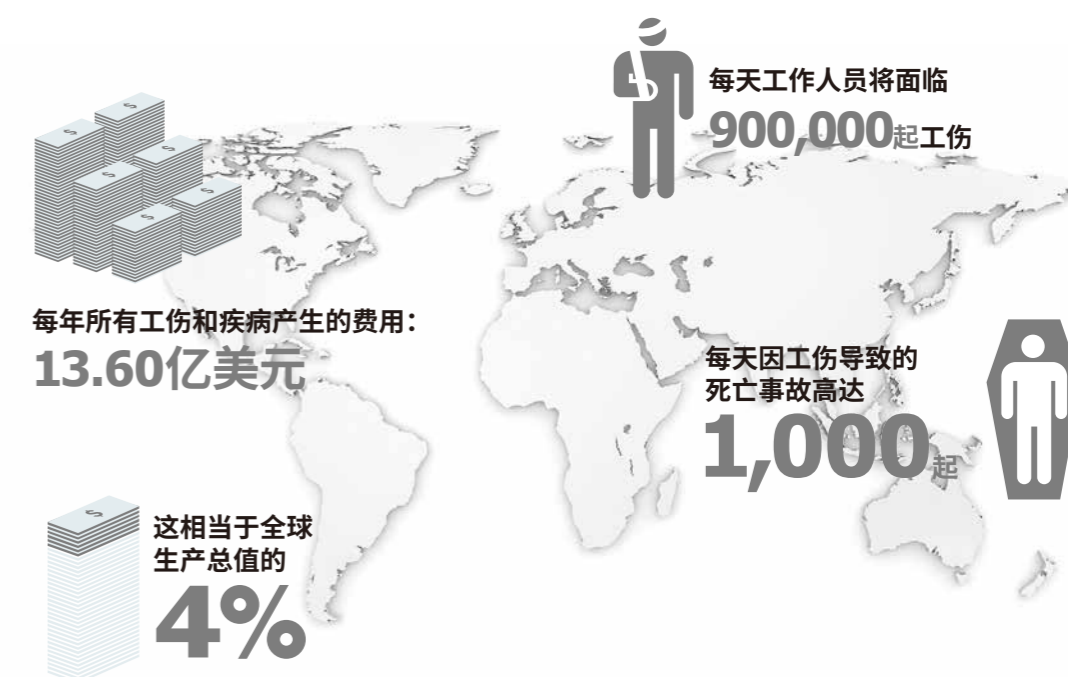 每天工作人员将面临
900,000起工伤
每年所有工伤和疾病产生的费用：
13.60亿美元
每天因工伤导致的
死亡事故高达
1,000起
这相当于全球
生产总值的
4%